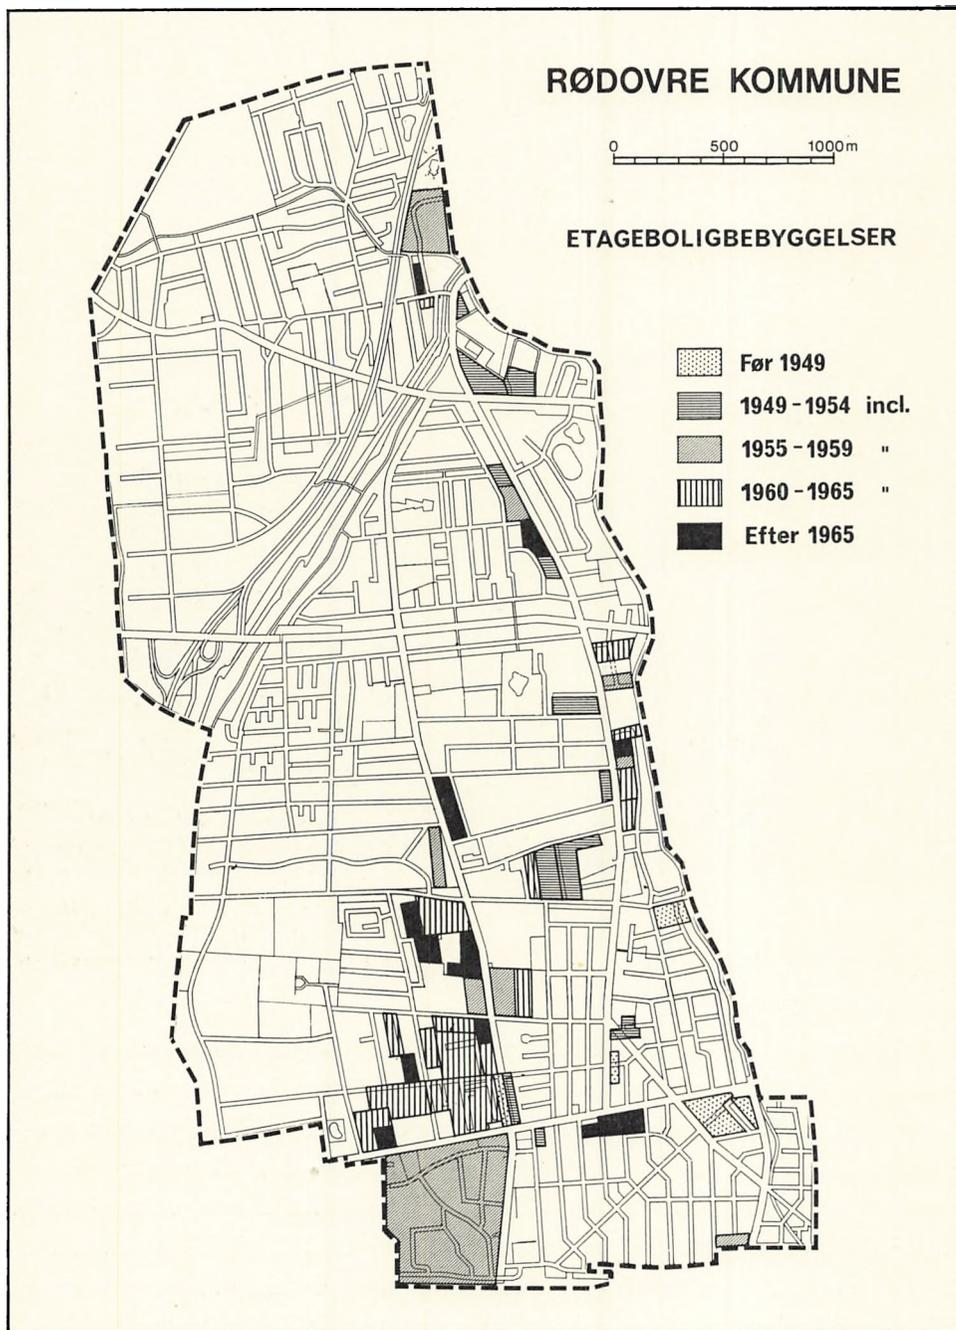 RØDOVRE KOMMUNE
0 500 1000m
ETAGEBOLIGBEBYGGELSER
Før 1949
1949-1954 incl.
1955-1959 "
1960-1965 "
Efter 1965